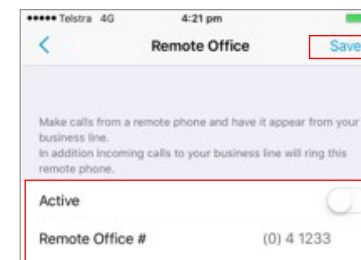 Telstra 4G 4:21 pm
Remote Office Save
Make calls from a remote phone and have it appear from your
business line.
In addition incoming calls to your business line will ring this
remote phone.
Active
Remote Office # (0) 4 1233